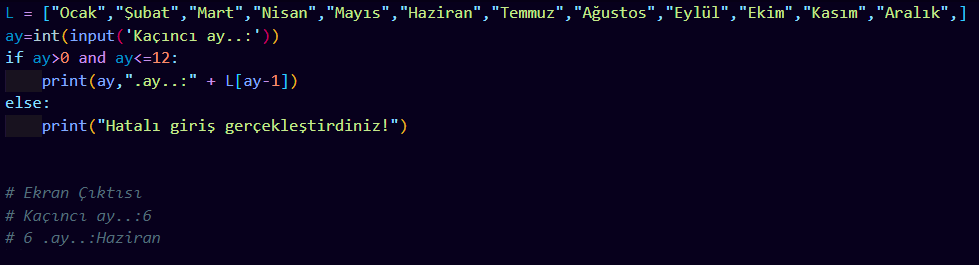 L = ["Ocak","Şubat","Mart","Nisan","Mayıs","Haziran","Temmuz","Ağustos","Eylül","Ekim","Kasım","Aralık",]
ay=int(input('Kaçıncı ay..:'))
if ay>0 and ay<=12:
    print(ay,".ay..:" + L[ay-1])
else:
    print("Hatalı giriş gerçekleştirdiniz!")
# Ekran Çıktısı
# Kaçıncı ay..:6
# 6 .ay..:Haziran